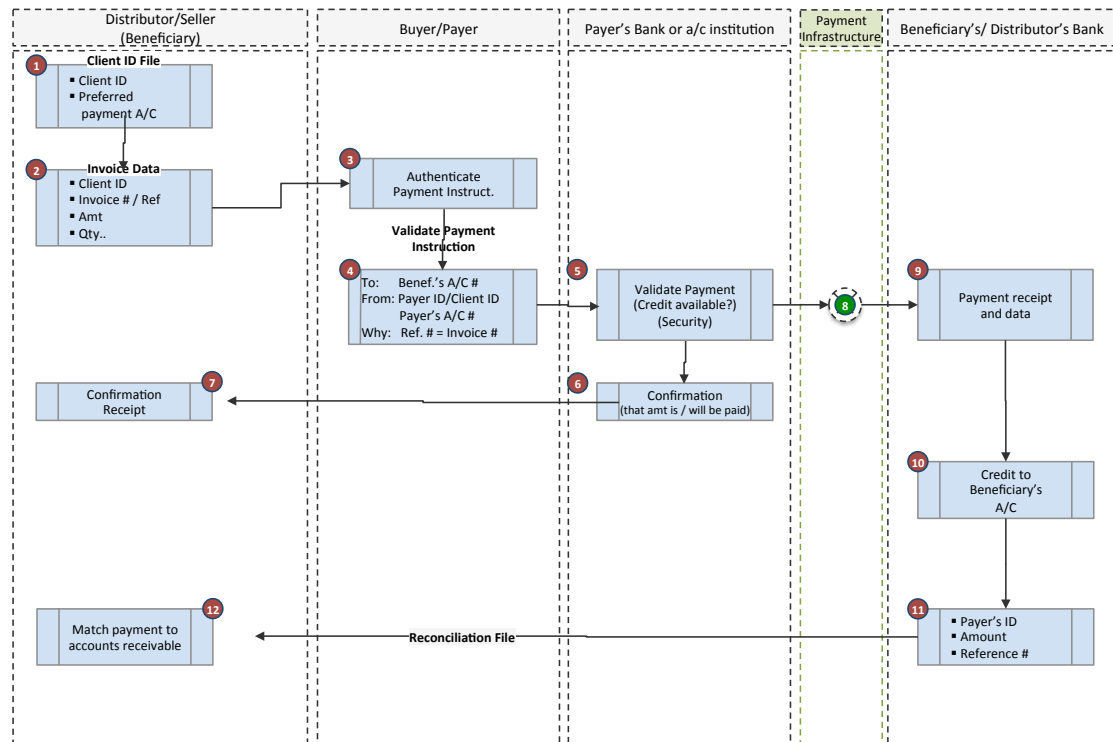 Distributor/Seller
(Beneficiary)
Buyer/Payer
Payer's Bank or a/c institution
Payment
Infrastructure
Beneficiary's/ Distributor's Bank
1
Client ID File
▪ Client ID
▪ Preferred
payment A/C
2
Invoice Data
▪ Client ID
▪ Invoice # / Ref
▪ Amt
▪ Qty..
3
Authenticate
Payment Instruct.
Validate Payment
Instruction
4
To: Benef.'s A/C #
From: Payer ID/Client ID
Payer's A/C #
Why: Ref. # = Invoice #
5
Validate Payment
(Credit available?)
(Security)
8
9
Payment receipt
and data
7
Confirmation
Receipt
6
Confirmation
(that amt is / will be paid)
10
Credit to
Beneficiary's
A/C
12
Match payment to
accounts receivable
Reconciliation File
11
▪ Payer's ID
▪ Amount
▪ Reference #